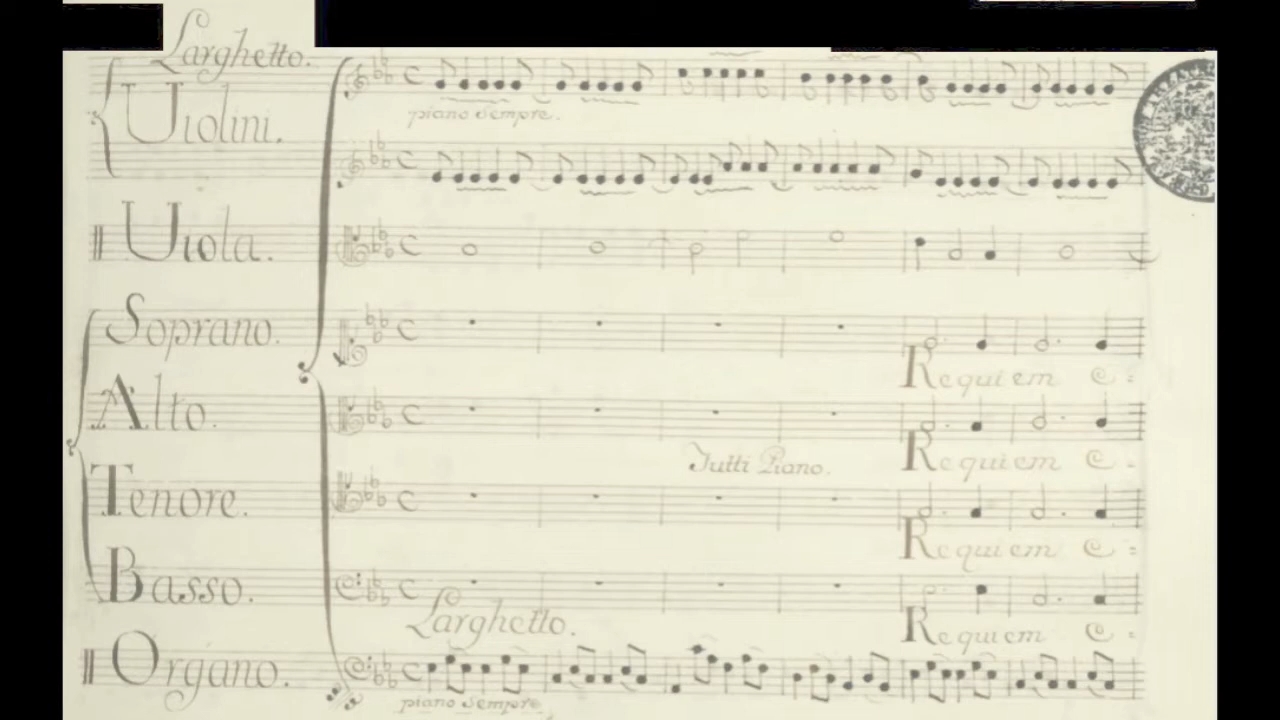 Larghetto.
Violini.
piano Sempre.
Viola.
Soprano.
Requiem e=
Alto.
Requiem e-
Tutti Piano.
Tenore.
Requiem e=
Basso.
Larghetto.
Requiem e=
Organo.
piano Sempre,